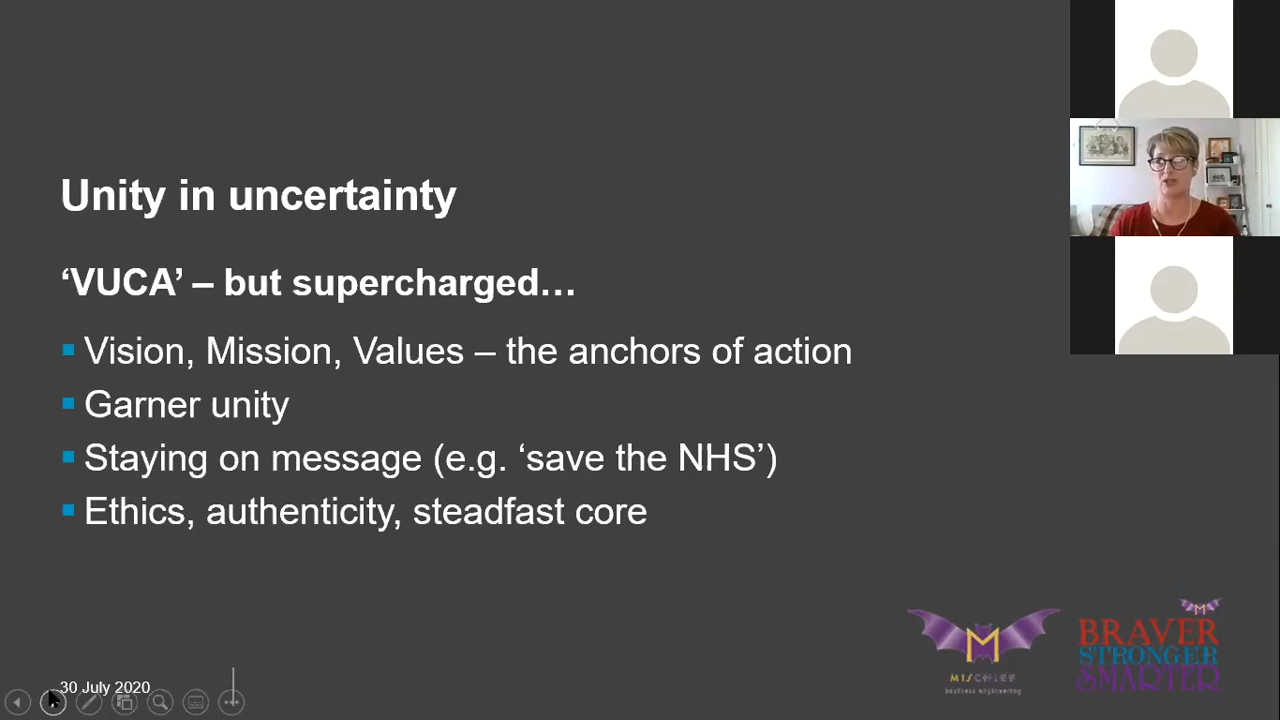 Unity in uncertainty
‘VUCA’ – but supercharged…
Vision, Mission, Values – the anchors of action
Garner unity
Staying on message (e.g. ‘save the NHS’)
Ethics, authenticity, steadfast core
30 July 2020
M
MISCHIEF
business engineering
M
BRAVER
STRONGER
SMARTER